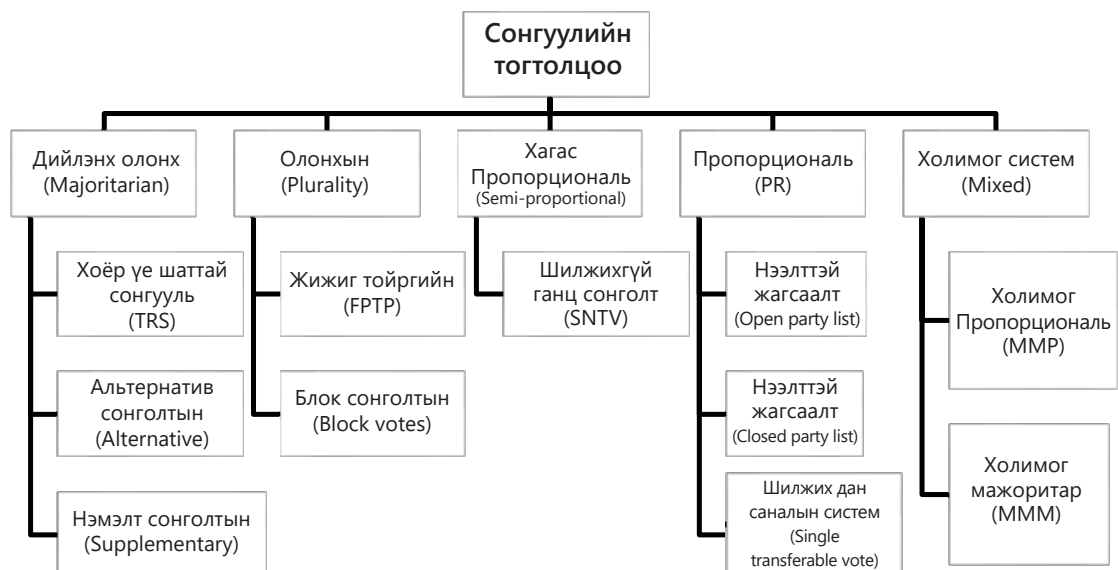 Сонгуулийн
тогтолцоо
Дийлэнх олонх
(Majoritarian)
Хоёр үе шаттай
сонгууль
(TRS)
Альтернатив
сонголтын
(Alternative)
Нэмэлт сонголтын
(Supplementary)
Олонхын
(Plurality)
Жижиг тойргийн
(FPTP)
Блок сонголтын
(Block votes)
Хагас
Пропорциональ
(Semi-proportional)
Шилжихгүй
ганц сонголт
(SNTV)
Пропорциональ
(PR)
Нээлттэй
жагсаалт
(Open party list)
Нээлттэй
жагсаалт
(Closed party list)
Шилжих дан
саналын систем
(Single
transferable vote)
Холимог систем
(Mixed)
Холимог
Пропорциональ
(MMP)
Холимог
мажоритар
(MMM)